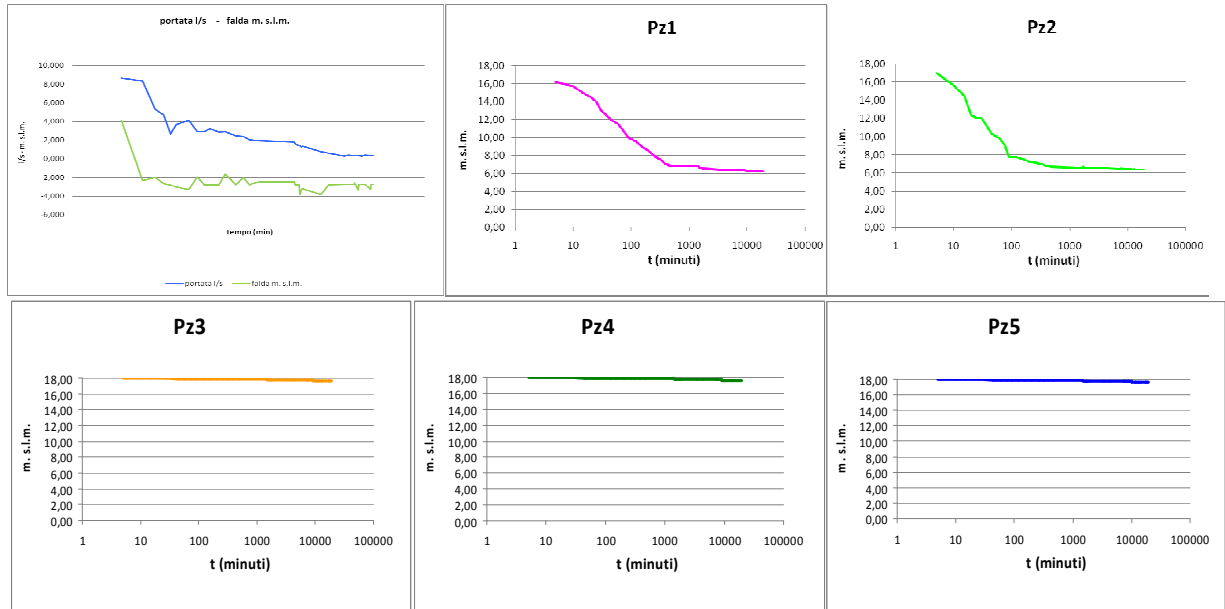 portata l/s - falda m. s.l.m.
10,000
8,000
6,000
4,000
2,000
0,000
-2,000
-4,000
-6,000
l/s - m. s.l.m.
tempo (min)
portata l/s falda m. s.l.m.
Pz1
18,00
16,00
14,00
12,00
10,00
8,00
6,00
4,00
2,00
0,00
m. s.l.m.
1 10 100 1000 10000 100000
t (minuti)
Pz2
18,00
16,00
14,00
12,00
10,00
8,00
6,00
4,00
2,00
0,00
m. s.l.m.
1 10 100 1000 10000 100000
t (minuti)
Pz3
18,00
16,00
14,00
12,00
10,00
8,00
6,00
4,00
2,00
0,00
m. s.l.m.
1 10 100 1000 10000 100000
t (minuti)
Pz4
18,00
16,00
14,00
12,00
10,00
8,00
6,00
4,00
2,00
0,00
m. s.l.m.
1 10 100 1000 10000 100000
t (minuti)
Pz5
18,00
16,00
14,00
12,00
10,00
8,00
6,00
4,00
2,00
0,00
m. s.l.m.
1 10 100 1000 10000 100000
t (minuti)